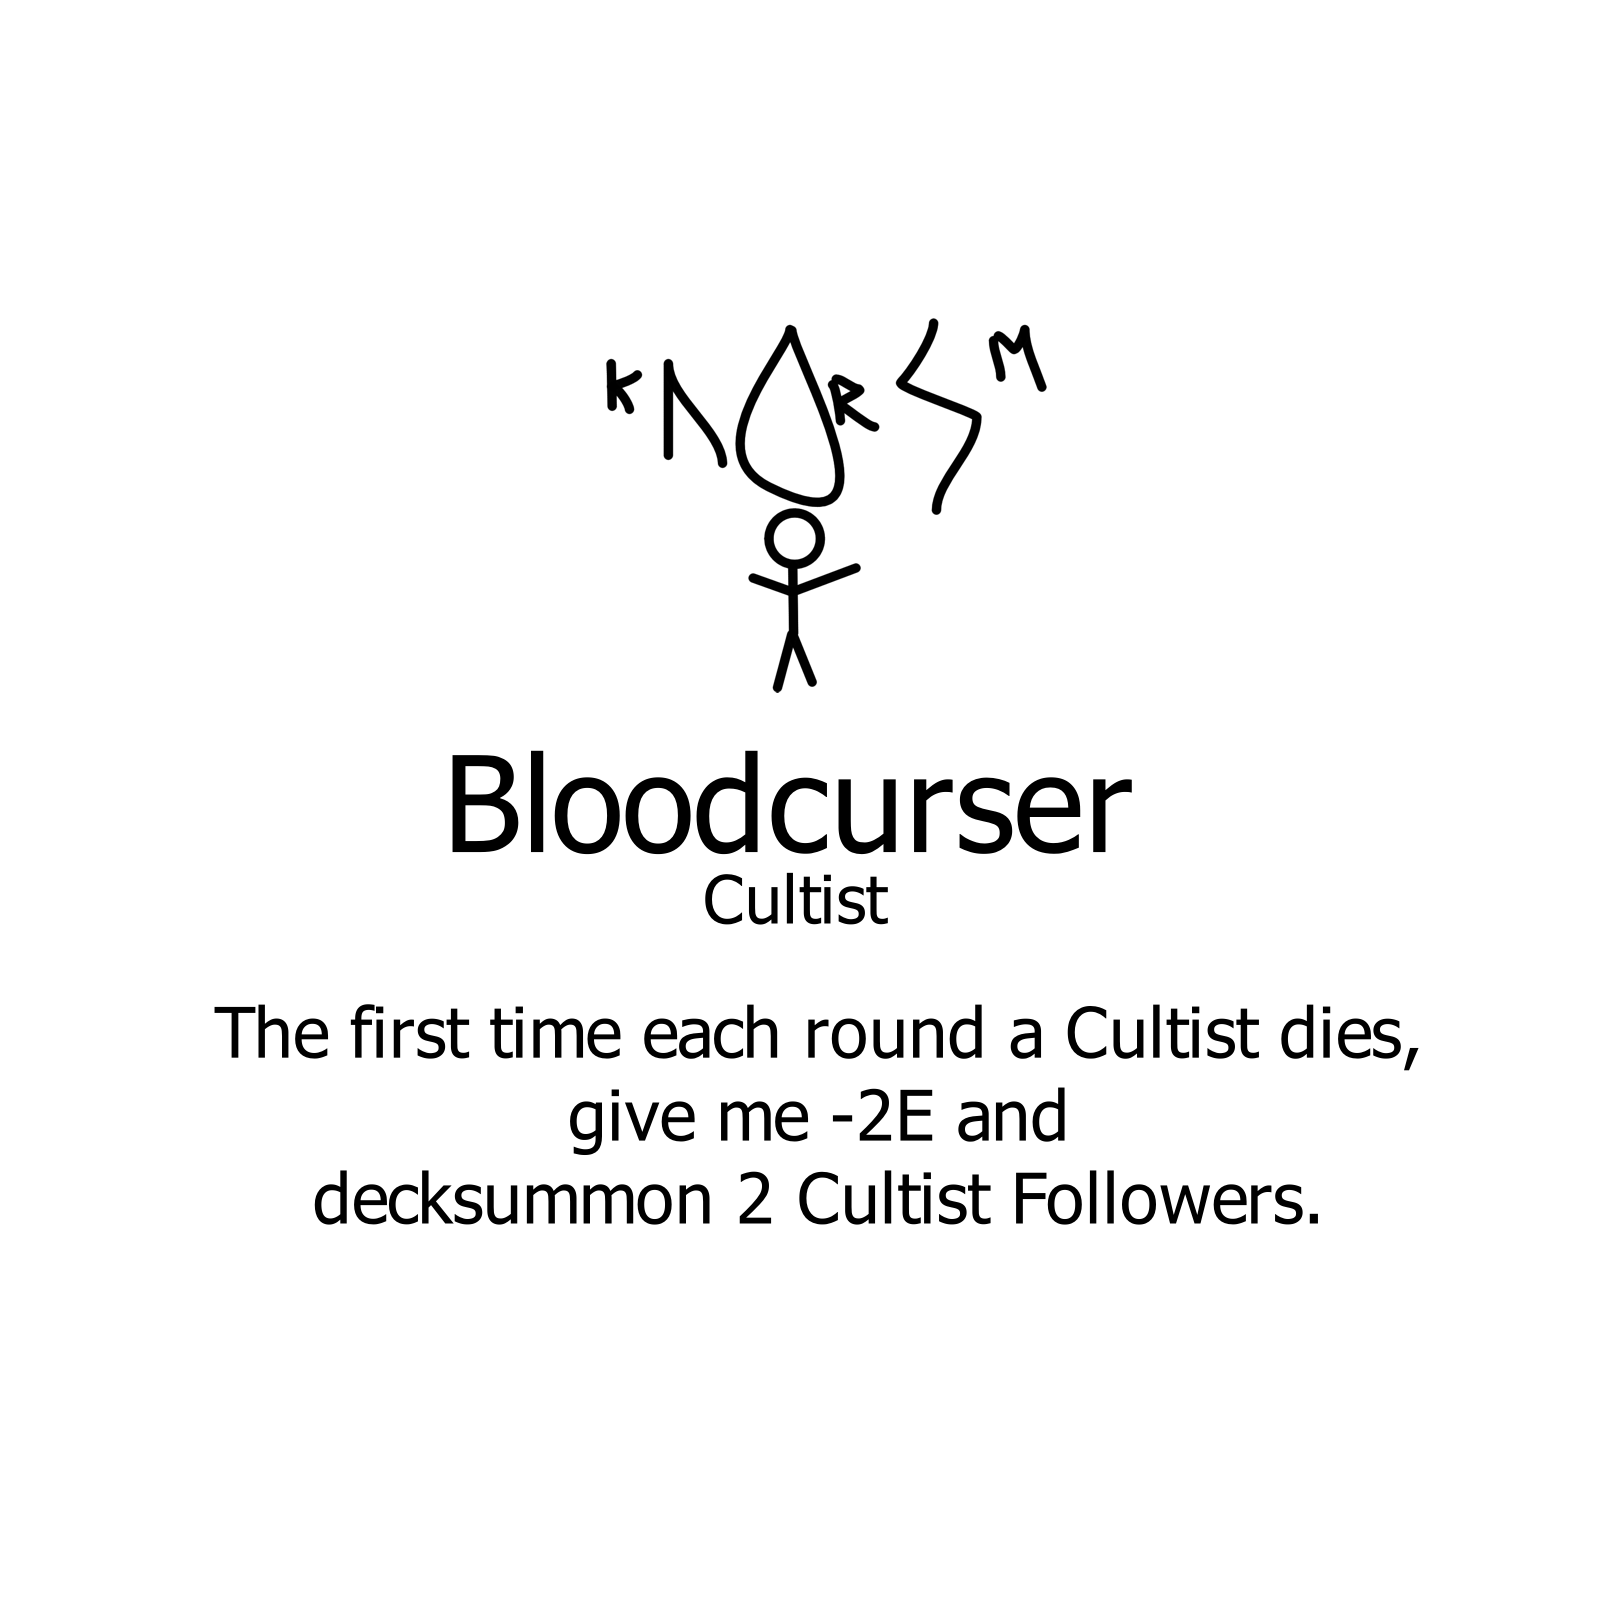 K R M
Bloodcurser
Cultist
The first time each round a Cultist dies,
give me -2E and
decksummon 2 Cultist Followers.